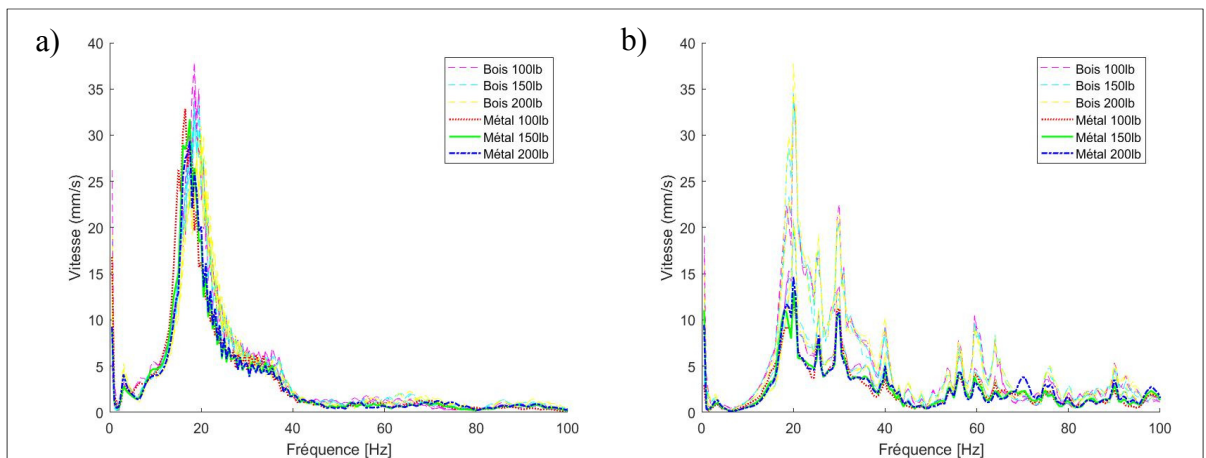 a)
40
35
30
25
20
15
10
5
0
Vitesse (mm/s)
0 20 40 60 80 100
Fréquence [Hz]
Bois 100lb
Bois 150lb
Bois 200lb
Métal 100lb
Métal 150lb
Métal 200lb
b)
40
35
30
25
20
15
10
5
0
Vitesse (mm/s)
0 20 40 60 80 100
Fréquence [Hz]
Bois 100lb
Bois 150lb
Bois 200lb
Métal 100lb
Métal 150lb
Métal 200lb